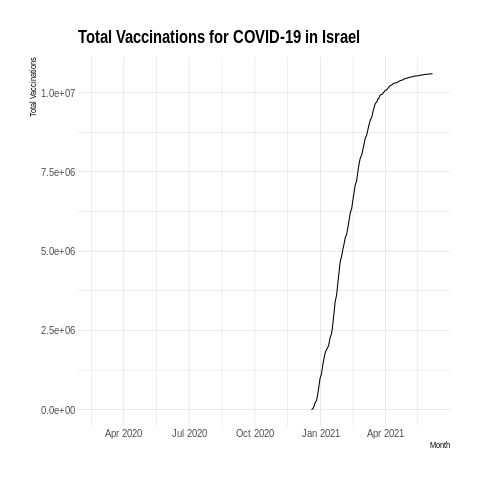 Total Vaccinations for COVID-19 in Israel
Total Vaccinations
1.0e+07
7.5e+06
5.0e+06
2.5e+06
0.0e+00
Apr 2020
Jul 2020
Oct 2020
Jan 2021
Apr 2021
Month